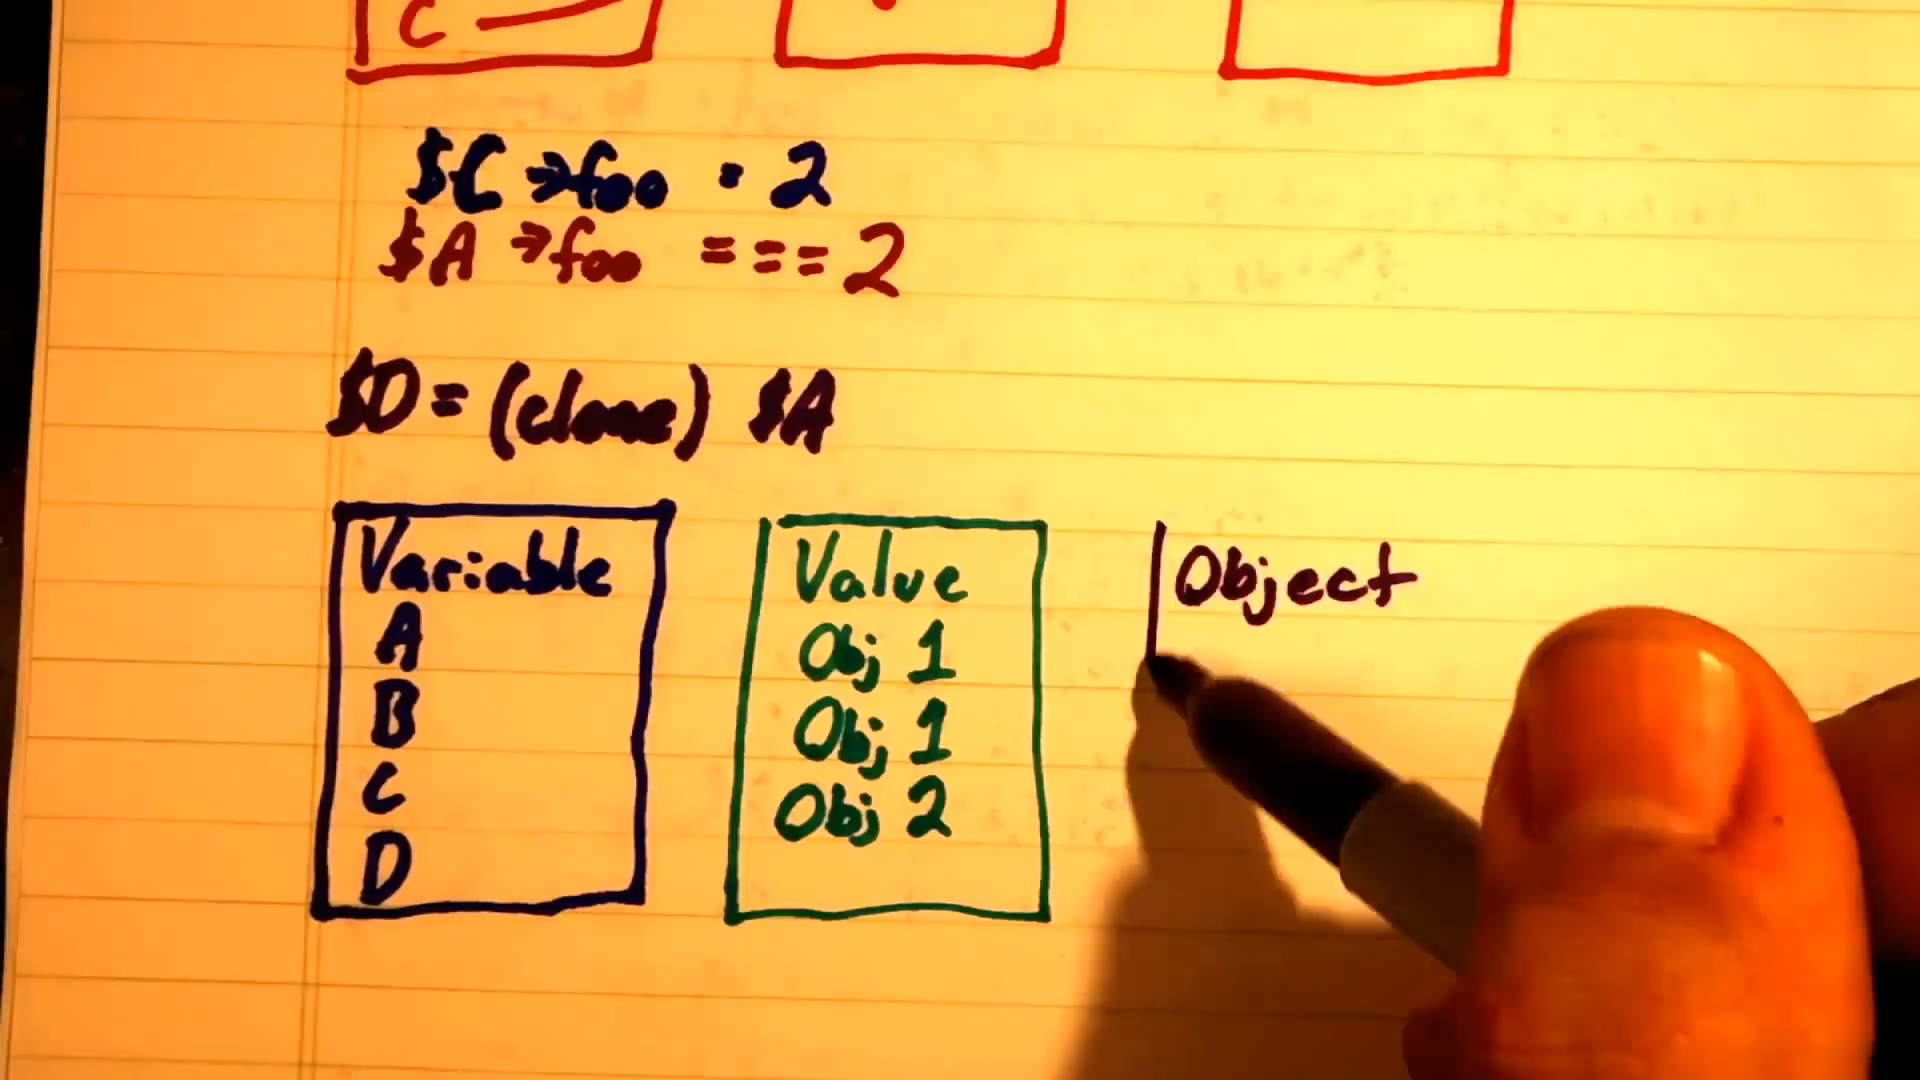 C
$C →foo = 2
$A →foo === 2
$D = (clone) $A
Variable
A
B
C
D
Value
Obj 1
Obj 1
Obj 2
Object